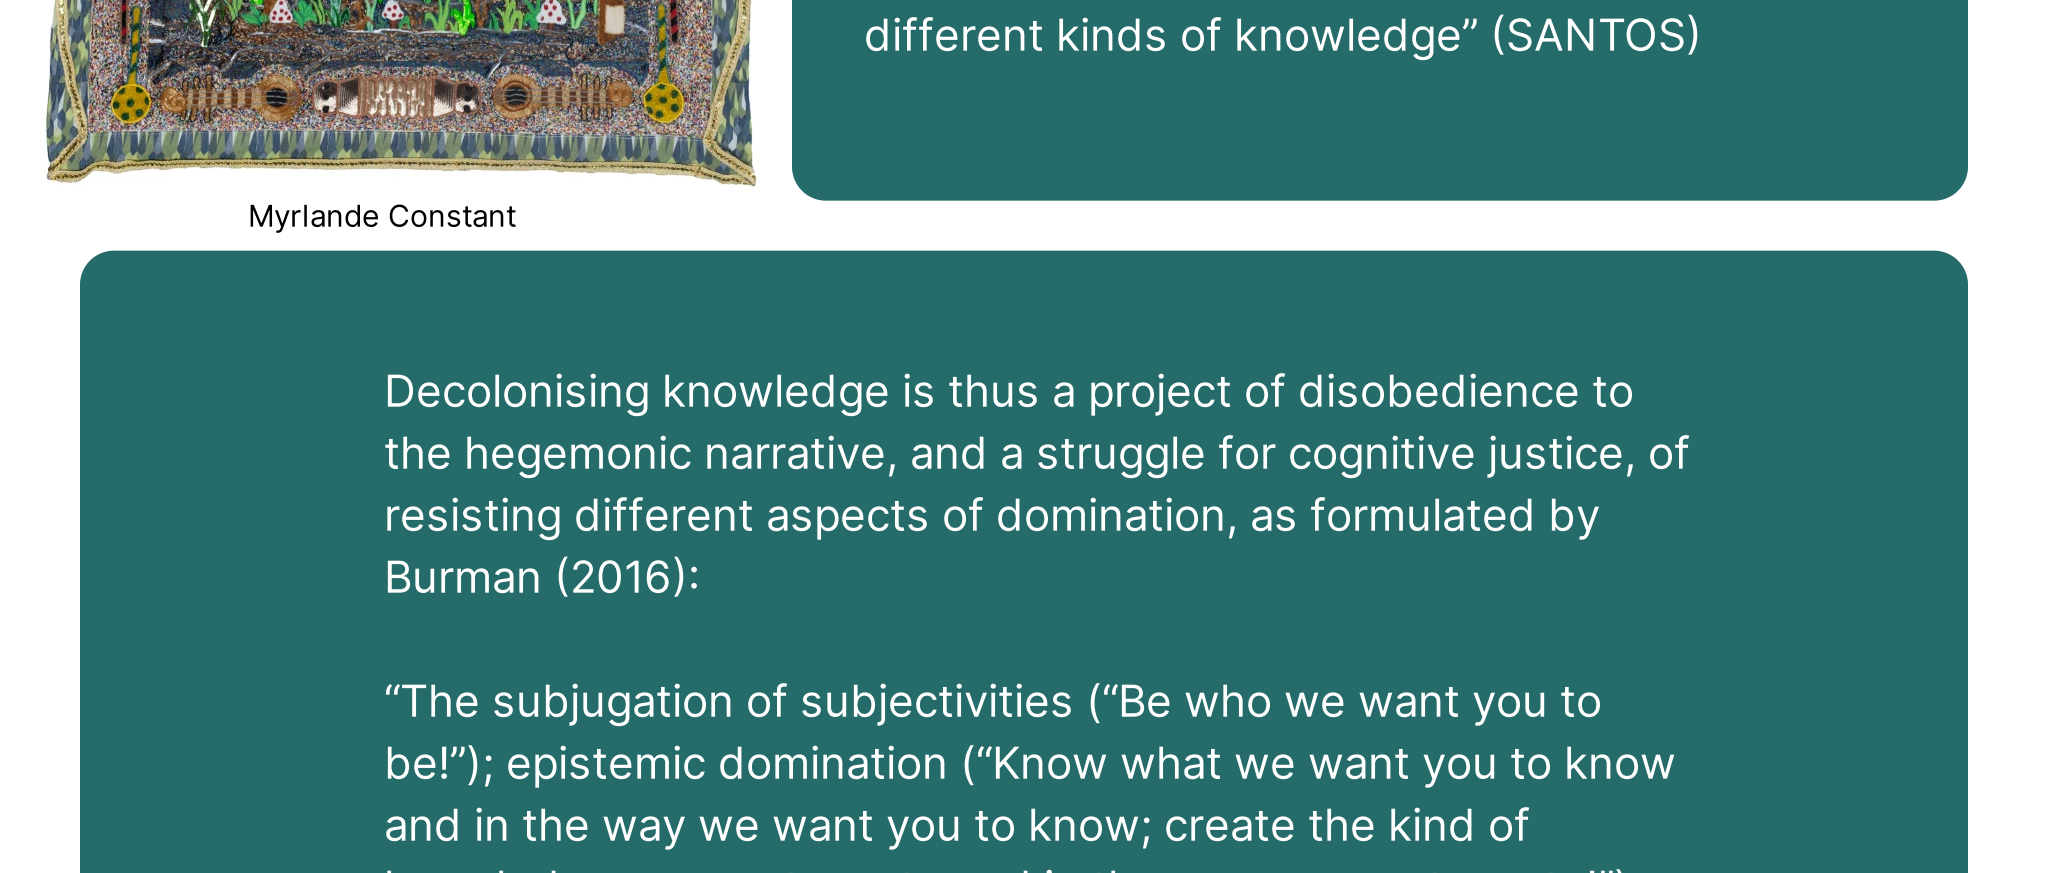 different kinds of knowledge” (SANTOS)
Myrlande Constant
Decolonising knowledge is thus a project of disobedience to
the hegemonic narrative, and a struggle for cognitive justice, of
resisting different aspects of domination, as formulated by
Burman (2016):
“The subjugation of subjectivities (“Be who we want you to
be!”); epistemic domination (“Know what we want you to know
and in the way we want you to know; create the kind of